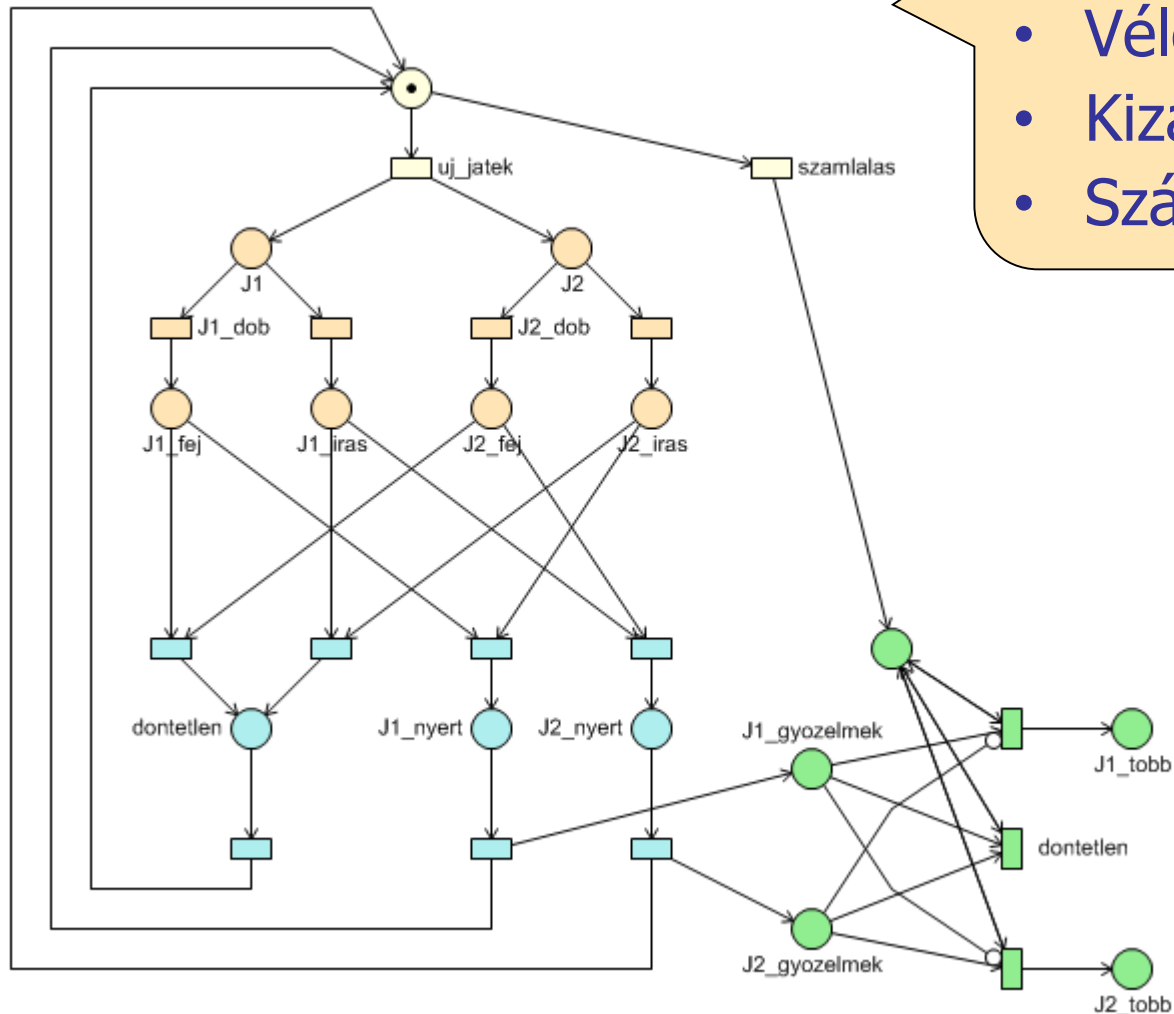 • Vél
• Kiza
• Szá
uj_jatek
szamlalas
J1
J2
J1_dob
J2_dob
J1_fej
J1_iras
J2_fej
J2_iras
dontetlen
J1_nyert
J2_nyert
J1_gyozelmek
J1_tobb
dontetlen
J2_gyozelmek
J2_tobb